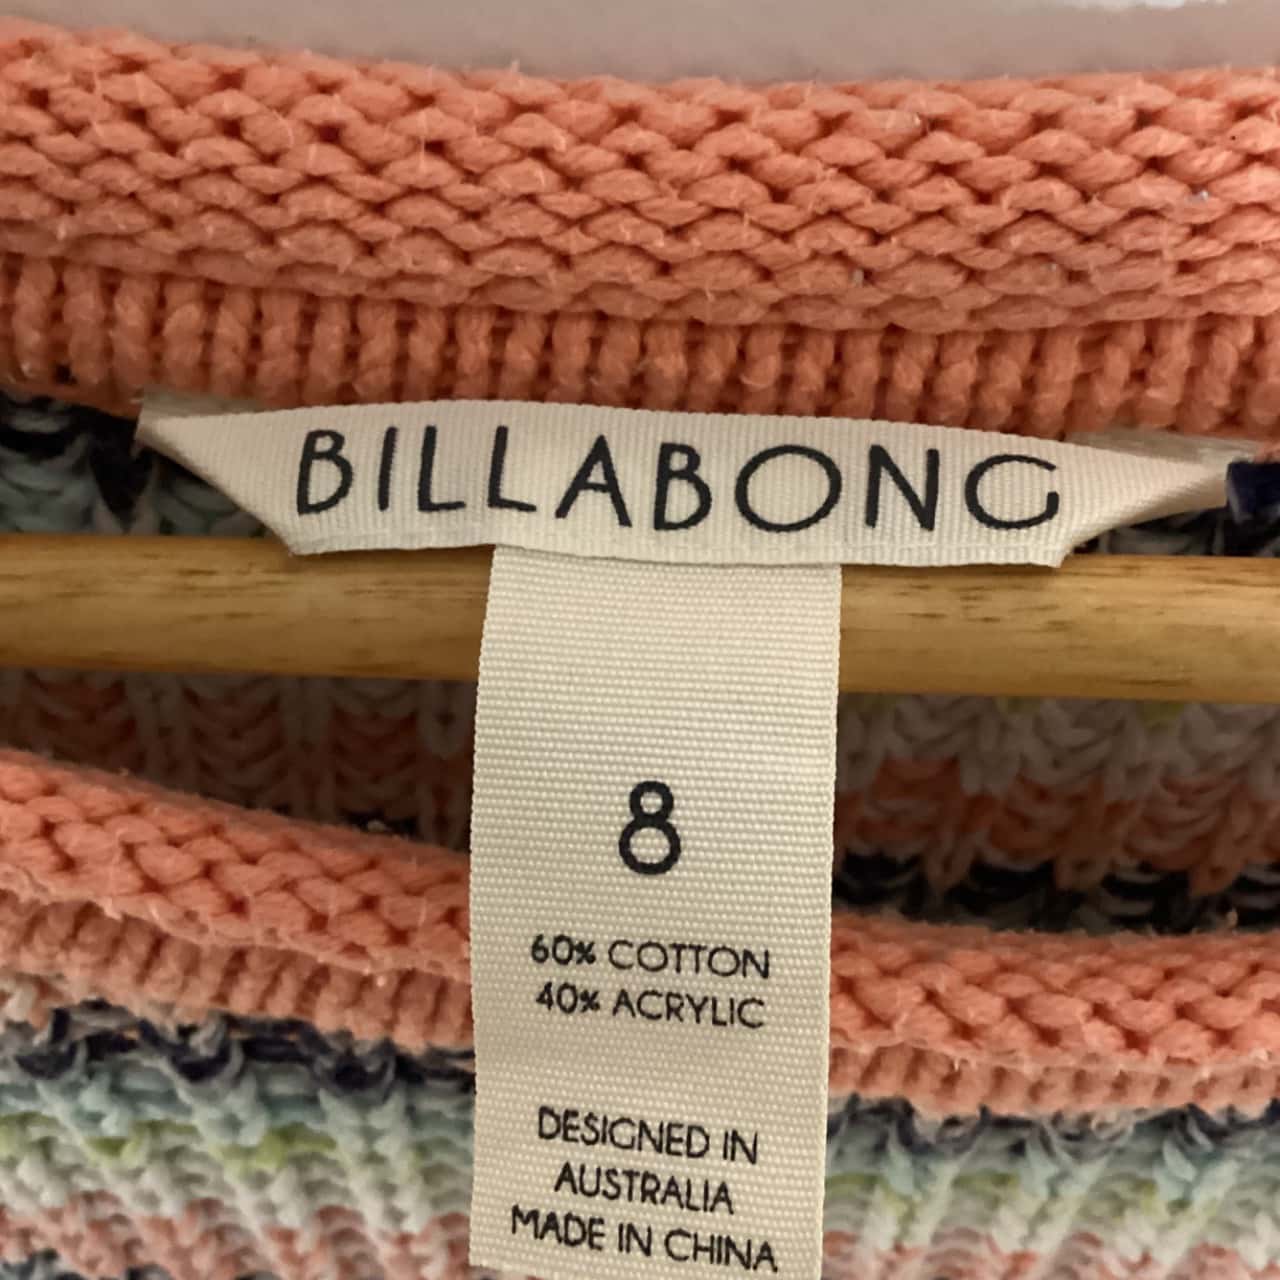 BILLABONG
8
60% COTTON
40% ACRYLIC
DESIGNED IN
AUSTRALIA
MADE IN CHINA